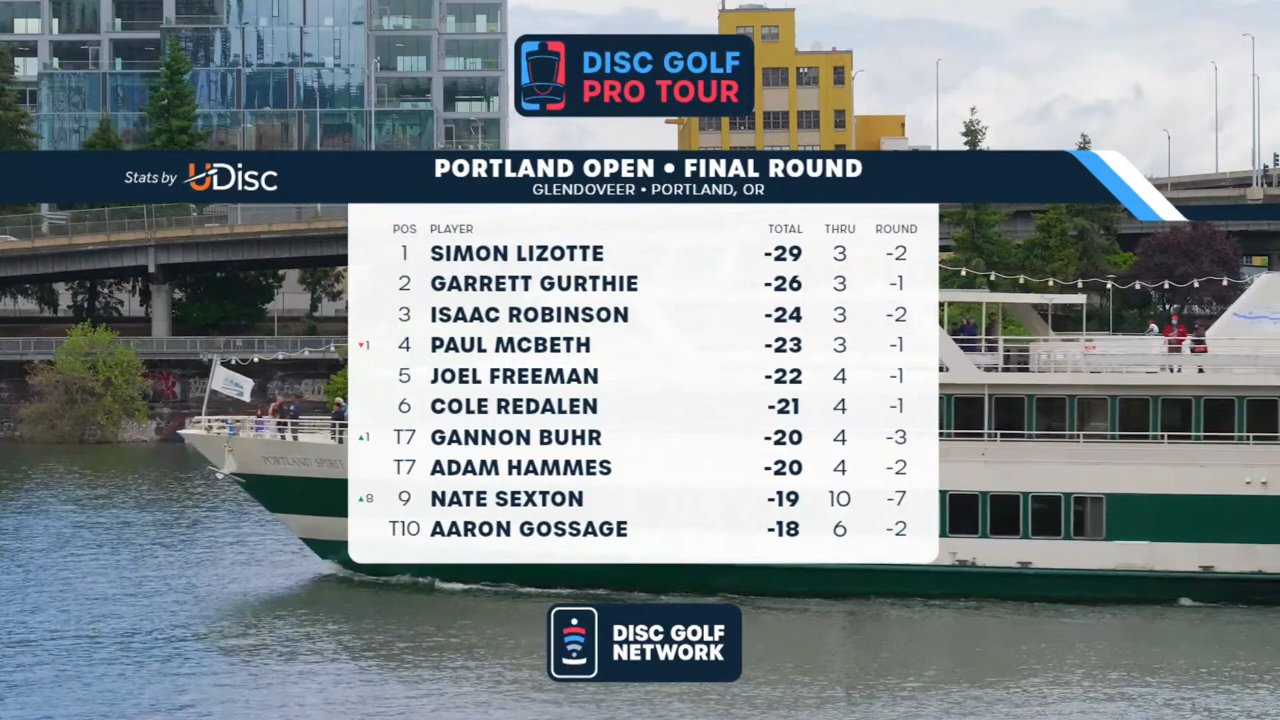 DISC GOLF
PRO TOUR
Stats by UDisc
PORTLAND OPEN • FINAL ROUND
GLENDOVEER • PORTLAND, OR
POS PLAYER TOTAL THRU ROUND
1 SIMON LIZOTTE -29 3 -2
2 GARRETT GURTHIE -26 3 -1
3 ISAAC ROBINSON -24 3 -2
▼1 4 PAUL MCBETH -23 3 -1
5 JOEL FREEMAN -22 4 -1
6 COLE REDALEN -21 4 -1
▲1 T7 GANNON BUHR -20 4 -3
T7 ADAM HAMMES -20 4 -2
▲8 9 NATE SEXTON -19 10 -7
T10 AARON GOSSAGE -18 6 -2
PORTLAND SPIRIT
DISC GOLF
NETWORK